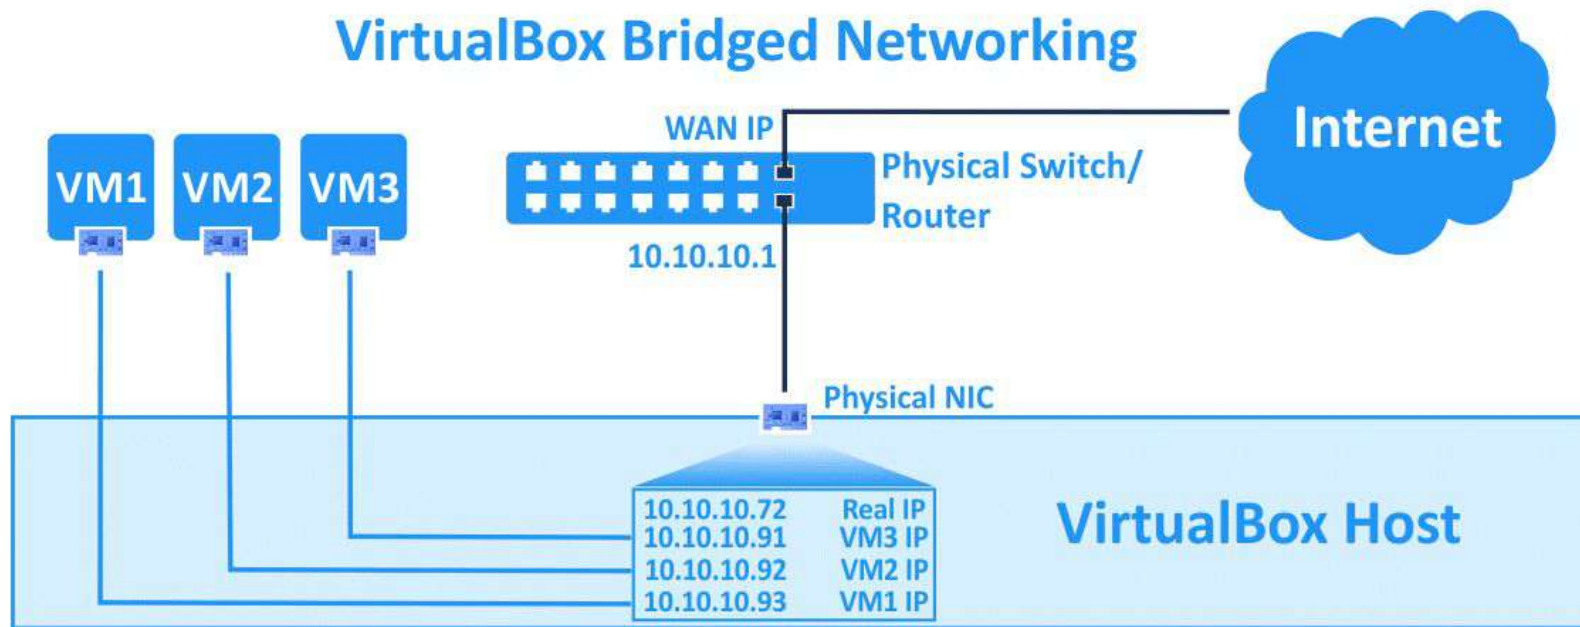 VirtualBox Bridged Networking
Internet
WAN IP
Physical Switch/
Router
VM1
VM2
VM3
10.10.10.1
Physical NIC
10.10.10.72 Real IP
10.10.10.91 VM3 IP
10.10.10.92 VM2 IP
10.10.10.93 VM1 IP
VirtualBox Host